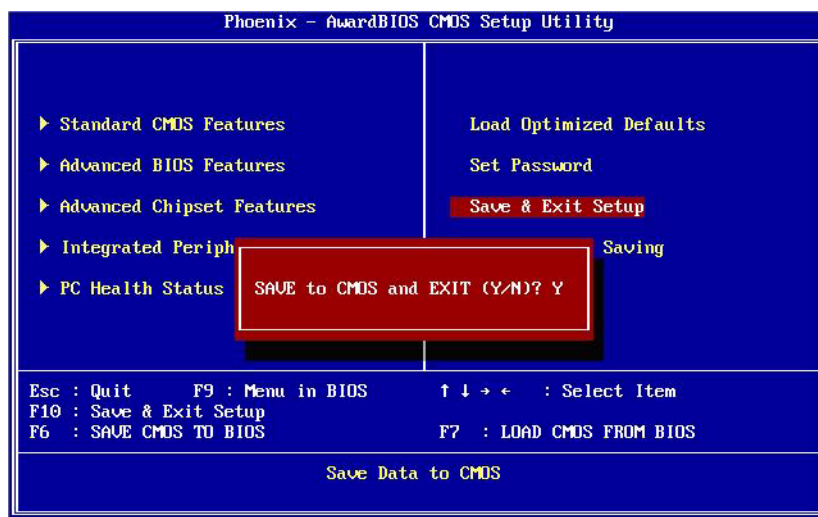 Phoenix - AwardBIOS CMOS Setup Utility
Standard CMOS Features
Advanced BIOS Features
Advanced Chipset Features
Integrated Periph
PC Health Status
Load Optimized Defaults
Set Password
Save & Exit Setup
Saving
SAVE to CMOS and EXIT (Y/N)? Y
Esc : Quit F9 : Menu in BIOS ↑ ↓ → ← : Select Item
F10 : Save & Exit Setup
F6 : SAVE CMOS TO BIOS F7 : LOAD CMOS FROM BIOS
Save Data to CMOS